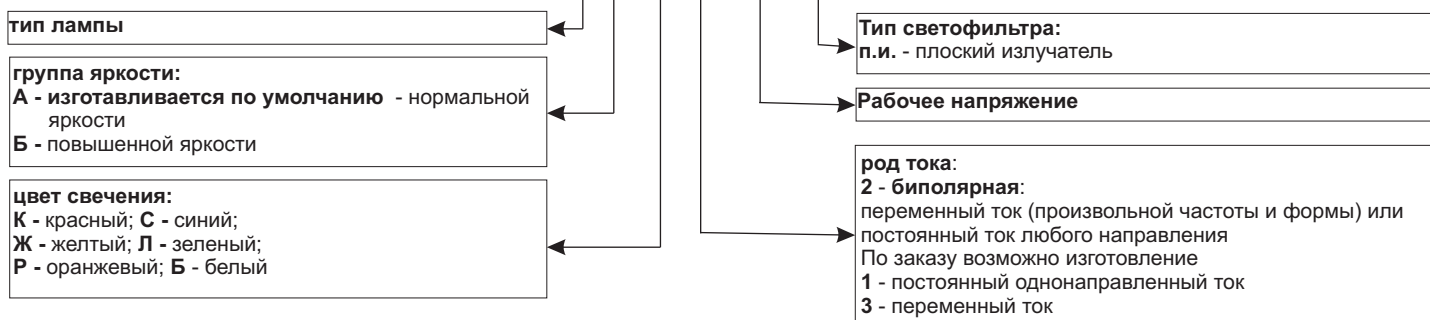 тип лампы
группа яркости:
А - изготавливается по умолчанию - нормальной
яркости
Б - повышенной яркости
цвет свечения:
К - красный; С - синий;
Ж - желтый; Л - зеленый;
Р - оранжевый; Б - белый
Тип светофильтра:
п.и. - плоский излучатель
Рабочее напряжение
род тока:
2 - биполярная:
переменный ток (произвольной частоты и формы) или
постоянный ток любого направления
По заказу возможно изготовление
1 - постоянный однонаправленный ток
3 - переменный ток